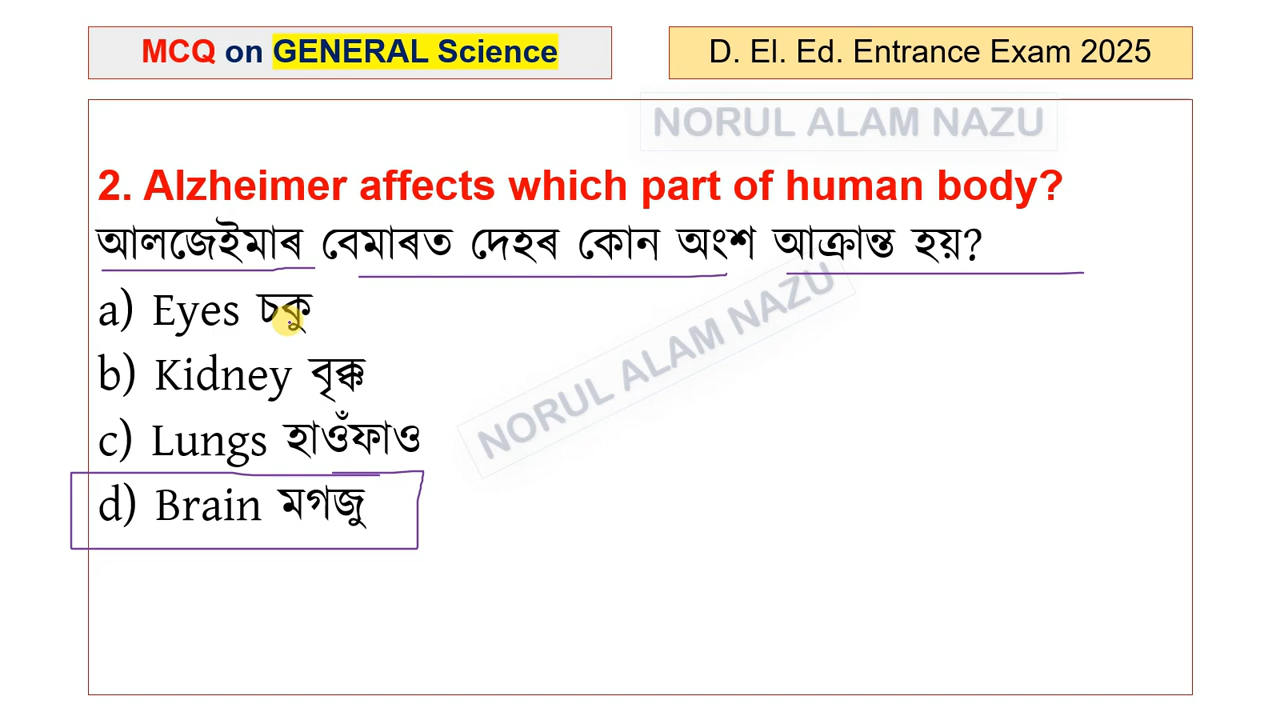 MCQ on GENERAL Science
D. El. Ed. Entrance Exam 2025
NORUL ALAM NAZU
2. Alzheimer affects which part of human body?
আলজেইমাৰ বেমাৰত দেহৰ কোন অংশ আক্ৰান্ত হয়?
a) Eyes চকু
b) Kidney বৃক্ক
c) Lungs হাওঁফাও
d) Brain মগজু
NORUL ALAM NAZU